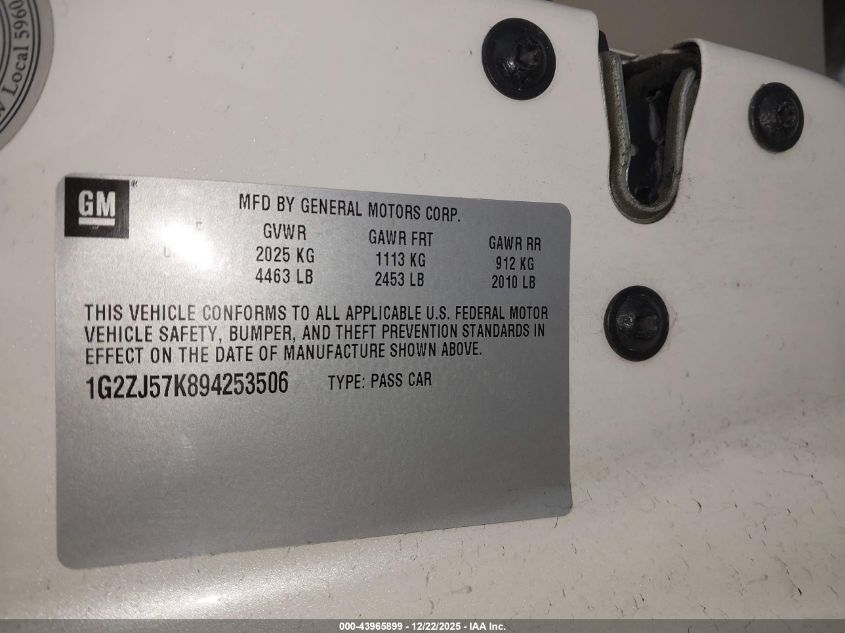 Local 5960
GM
MFD BY GENERAL MOTORS CORP.
GVWR GAWR FRT GAWR RR
2025 KG 1113 KG 912 KG
4463 LB 2453 LB 2010 LB
THIS VEHICLE CONFORMS TO ALL APPLICABLE U.S. FEDERAL MOTOR
VEHICLE SAFETY, BUMPER, AND THEFT PREVENTION STANDARDS IN
EFFECT ON THE DATE OF MANUFACTURE SHOWN ABOVE.
1G2ZJ57K894253506 TYPE: PASS CAR
000-43965899 - 12/22/2025 - IAA Inc.